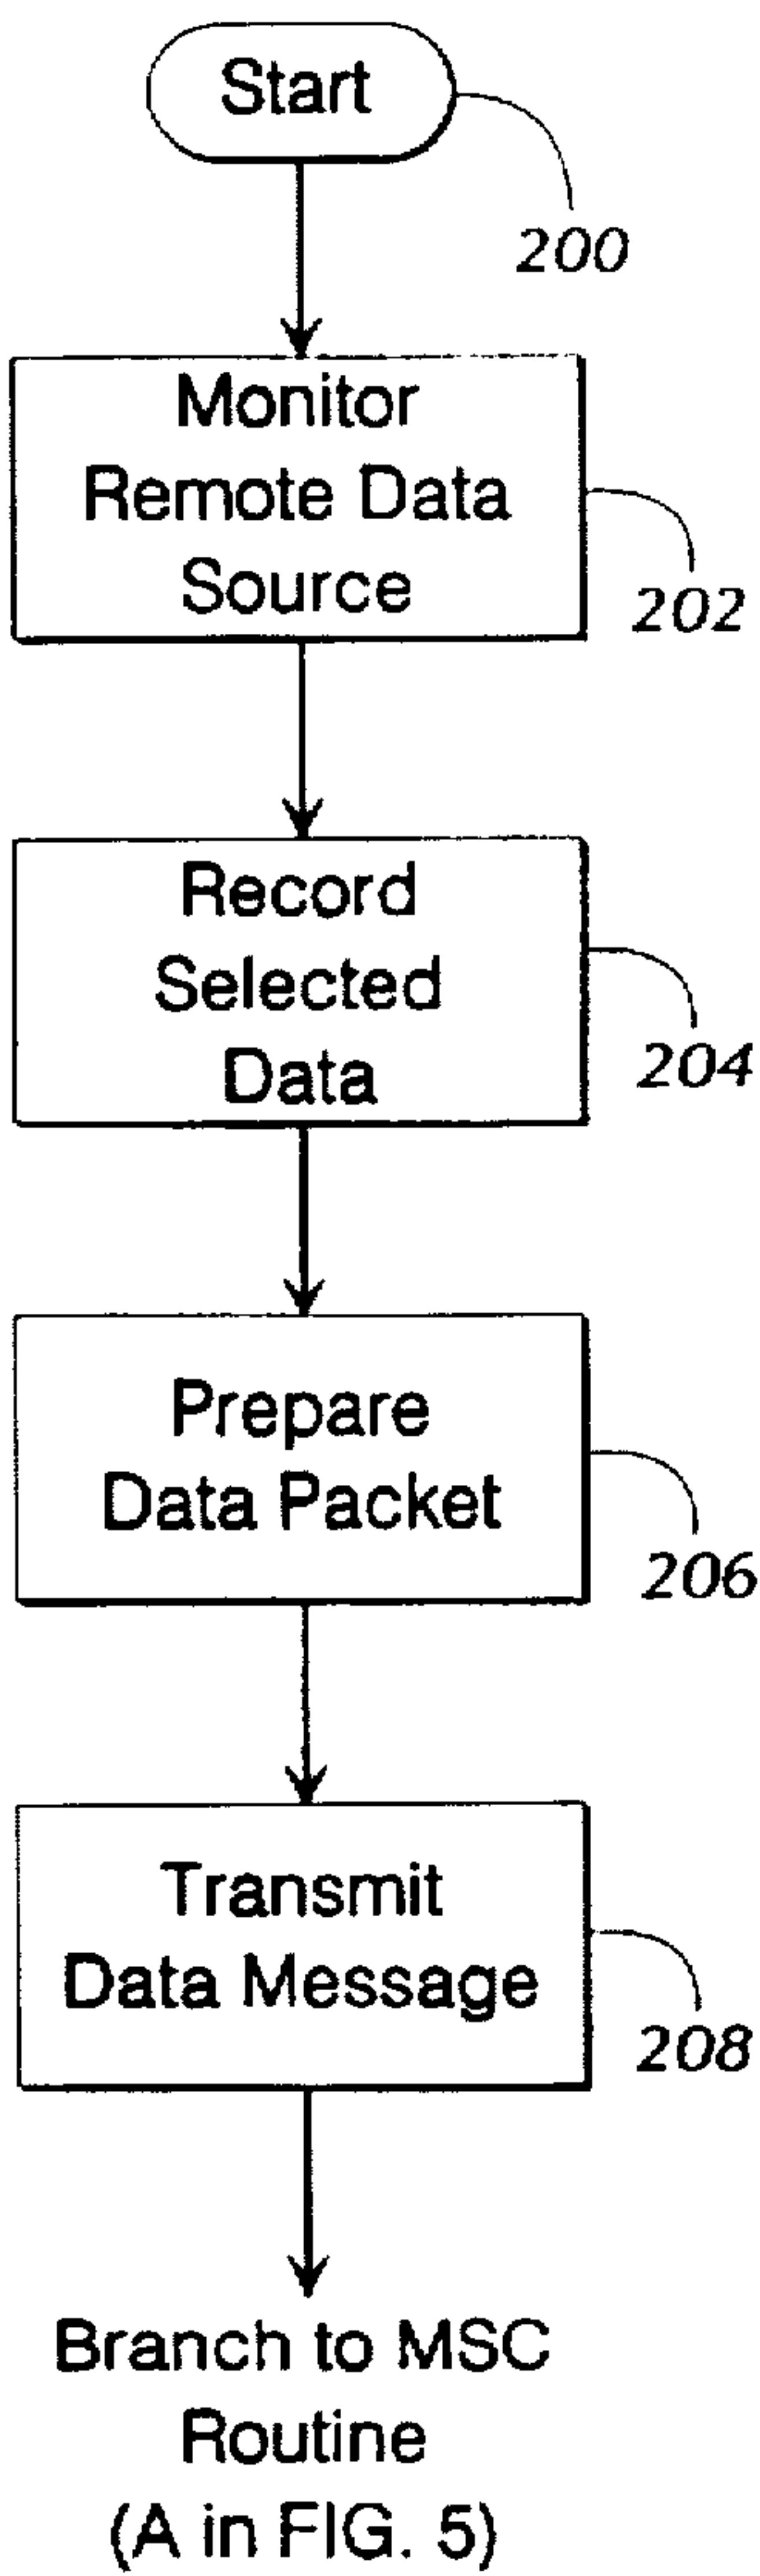 Start
200
Monitor
Remote Data
Source
202
Record
Selected
Data
204
Prepare
Data Packet
206
Transmit
Data Message
208
Branch to MSC
Routine
(A in FIG. 5)